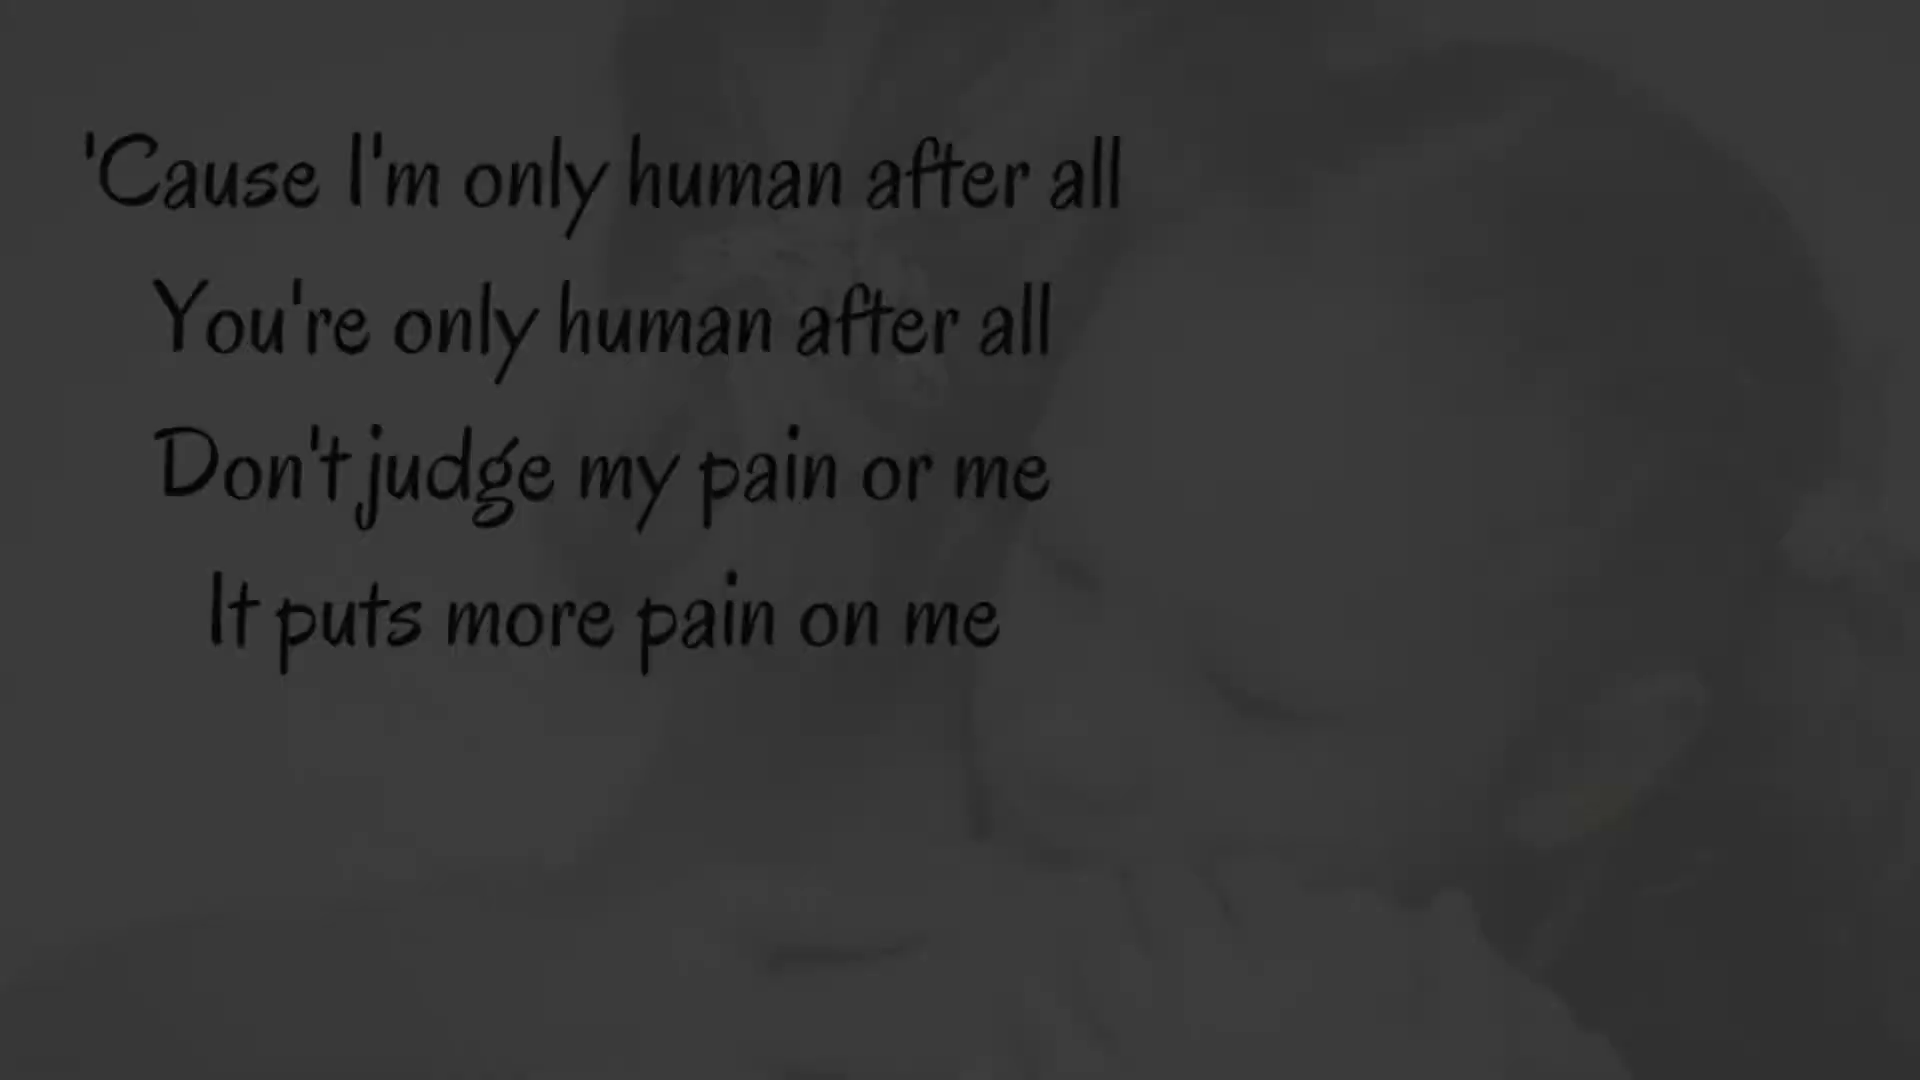 'Cause I'm only human after all
You're only human after all
Don't judge my pain or me
It puts more pain on me